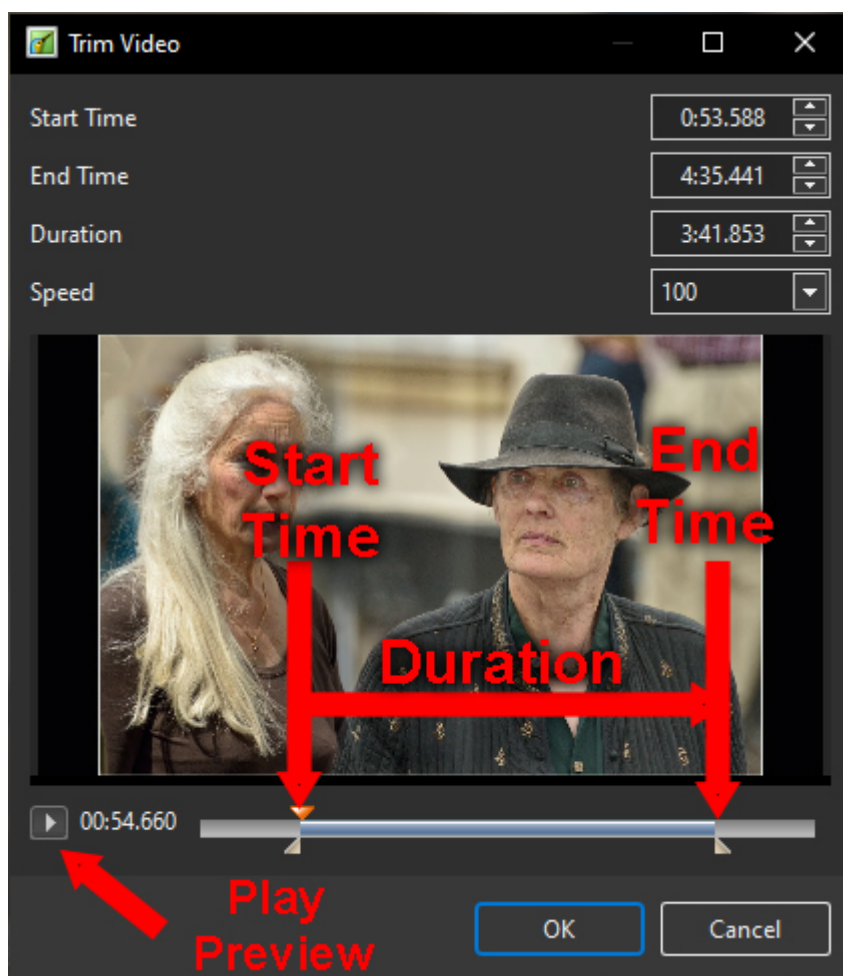 Trim Video
Start Time 0:53.588
End Time 4:35.441
Duration 3:41.853
Speed 100
Start
Time
End
Time
Duration
00:54.660
Play
Preview
OK Cancel